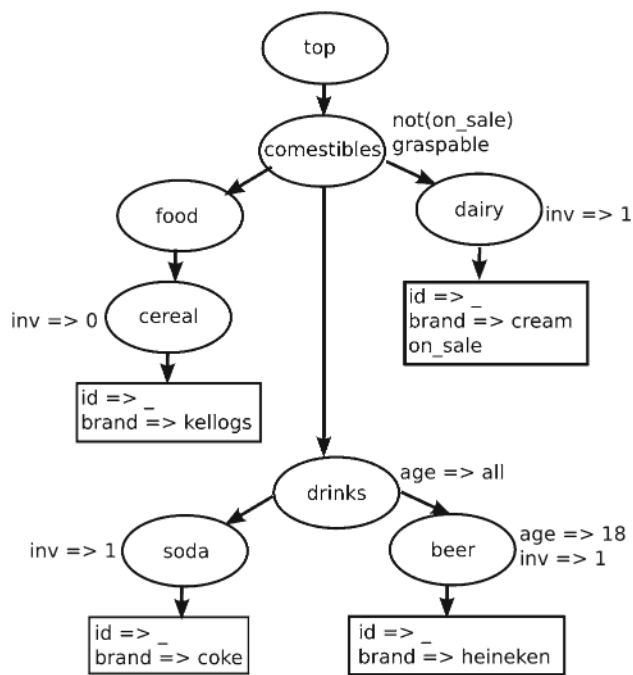 top
not(on_sale)
graspable
comestibles
food
dairy
inv => 1
inv => 0
cereal
id => _
brand => cream
on_sale
id => _
brand => kellogs
drinks
age => all
inv => 1
soda
beer
age => 18
inv => 1
id => _
brand => coke
id => _
brand => heineken